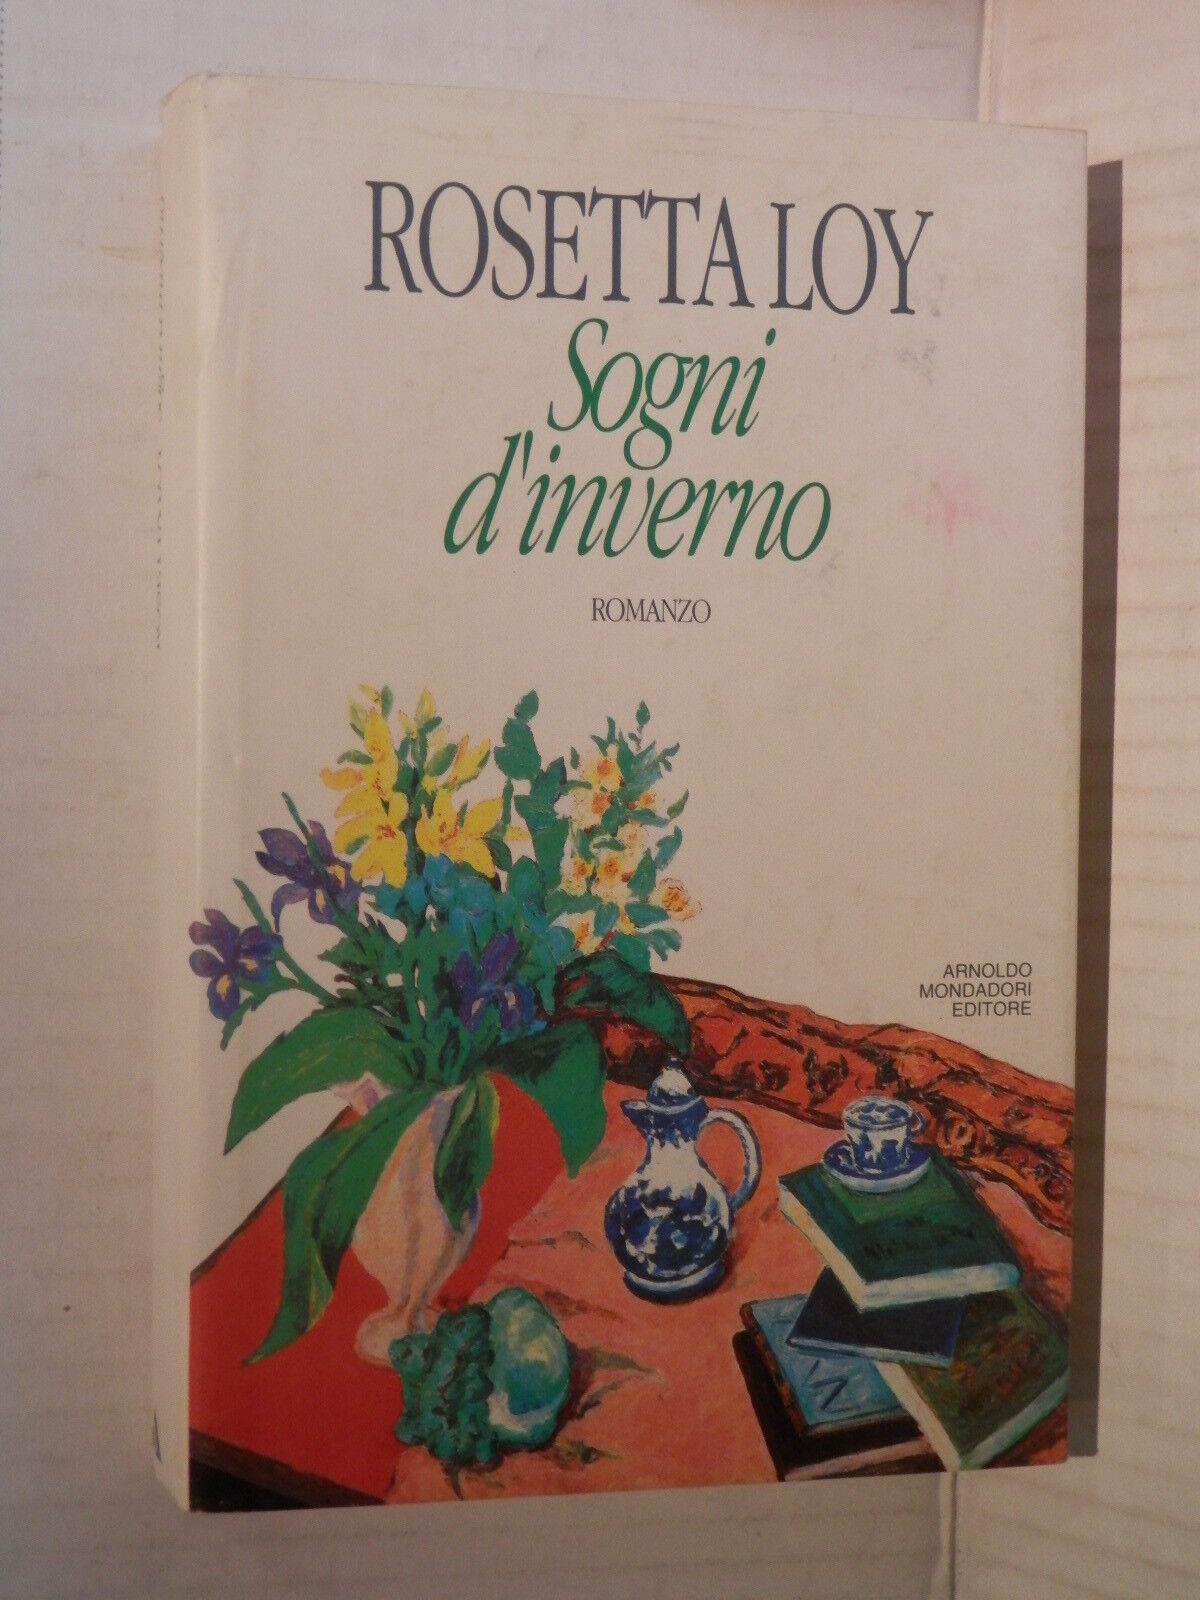 ROSETTA LOY
Sogni
d'inverno
ROMANZO
ARNOLDO
MONDADORI
EDITORE